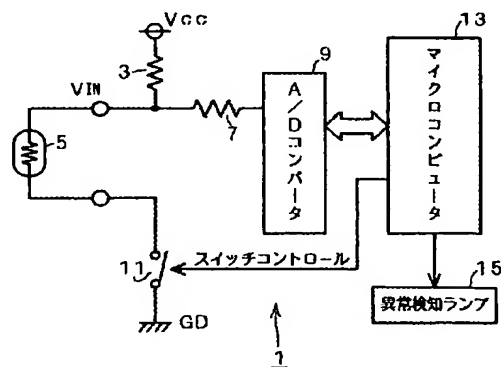 Vcc
13
3
9
VIN
5
7
A/Dコンバータ
マイクロコンピュータ
スイッチコントロール
11
15
異常検知ランプ
GD
1